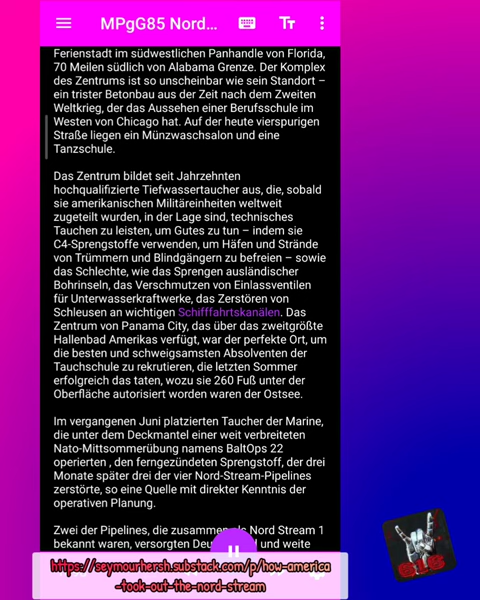 MPgG85 Nord...
Ferienstadt im südwestlichen Panhandle von Florida,
70 Meilen südlich von Alabama Grenze. Der Komplex
des Zentrums ist so unscheinbar wie sein Standort –
ein trister Betonbau aus der Zeit nach dem Zweiten
Weltkrieg, der das Aussehen einer Berufsschule im
Westen von Chicago hat. Auf der heute vierspurigen
Straße liegen ein Münzwaschsalon und eine
Tanzschule.
Das Zentrum bildet seit Jahrzehnten
hochqualifizierte Tiefwassertaucher aus, die, sobald
sie amerikanischen Militäreinheiten weltweit
zugeteilt wurden, in der Lage sind, technisches
Tauchen zu leisten, um Gutes zu tun – indem sie
C4-Sprengstoffe verwenden, um Häfen und Strände
von Trümmern und Blindgängern zu befreien – sowie
das Schlechte, wie das Sprengen ausländischer
Bohrinseln, das Verschmutzen von Einlassventilen
für Unterwasserkraftwerke, das Zerstören von
Schleusen an wichtigen Schifffahrtskanälen. Das
Zentrum von Panama City, das über das zweitgrößte
Hallenbad Amerikas verfügt, war der perfekte Ort, um
die besten und schweigsamsten Absolventen der
Tauchschule zu rekrutieren, die letzten Sommer
erfolgreich das taten, wozu sie 260 Fuß unter der
Oberfläche autorisiert worden waren der Ostsee.
Im vergangenen Juni platzierten Taucher der Marine,
die unter dem Deckmantel einer weit verbreiteten
Nato-Mittsommerübung namens BaltOps 22
operierten , den ferngezündeten Sprengstoff, der drei
Monate später drei der vier Nord-Stream-Pipelines
zerstörte, so eine Quelle mit direkter Kenntnis der
operativen Planung.
Zwei der Pipelines, die zusammen als Nord Stream 1
bekannt waren, versorgten und weite
https://seymourhersh.substack.com/p/how-america
-took-out-the-nord-stream